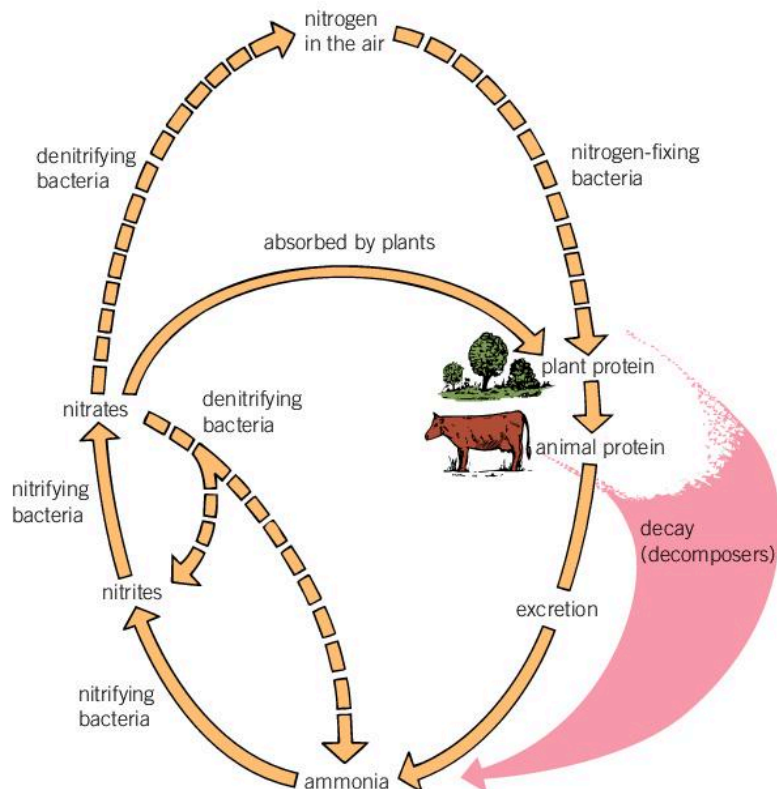 nitrogen
in the air
denitrifying
bacteria
nitrogen-fixing
bacteria
absorbed by plants
plant protein
nitrates
denitrifying
bacteria
animal protein
nitrifying
bacteria
decay
(decomposers)
nitrites
excretion
nitrifying
bacteria
ammonia